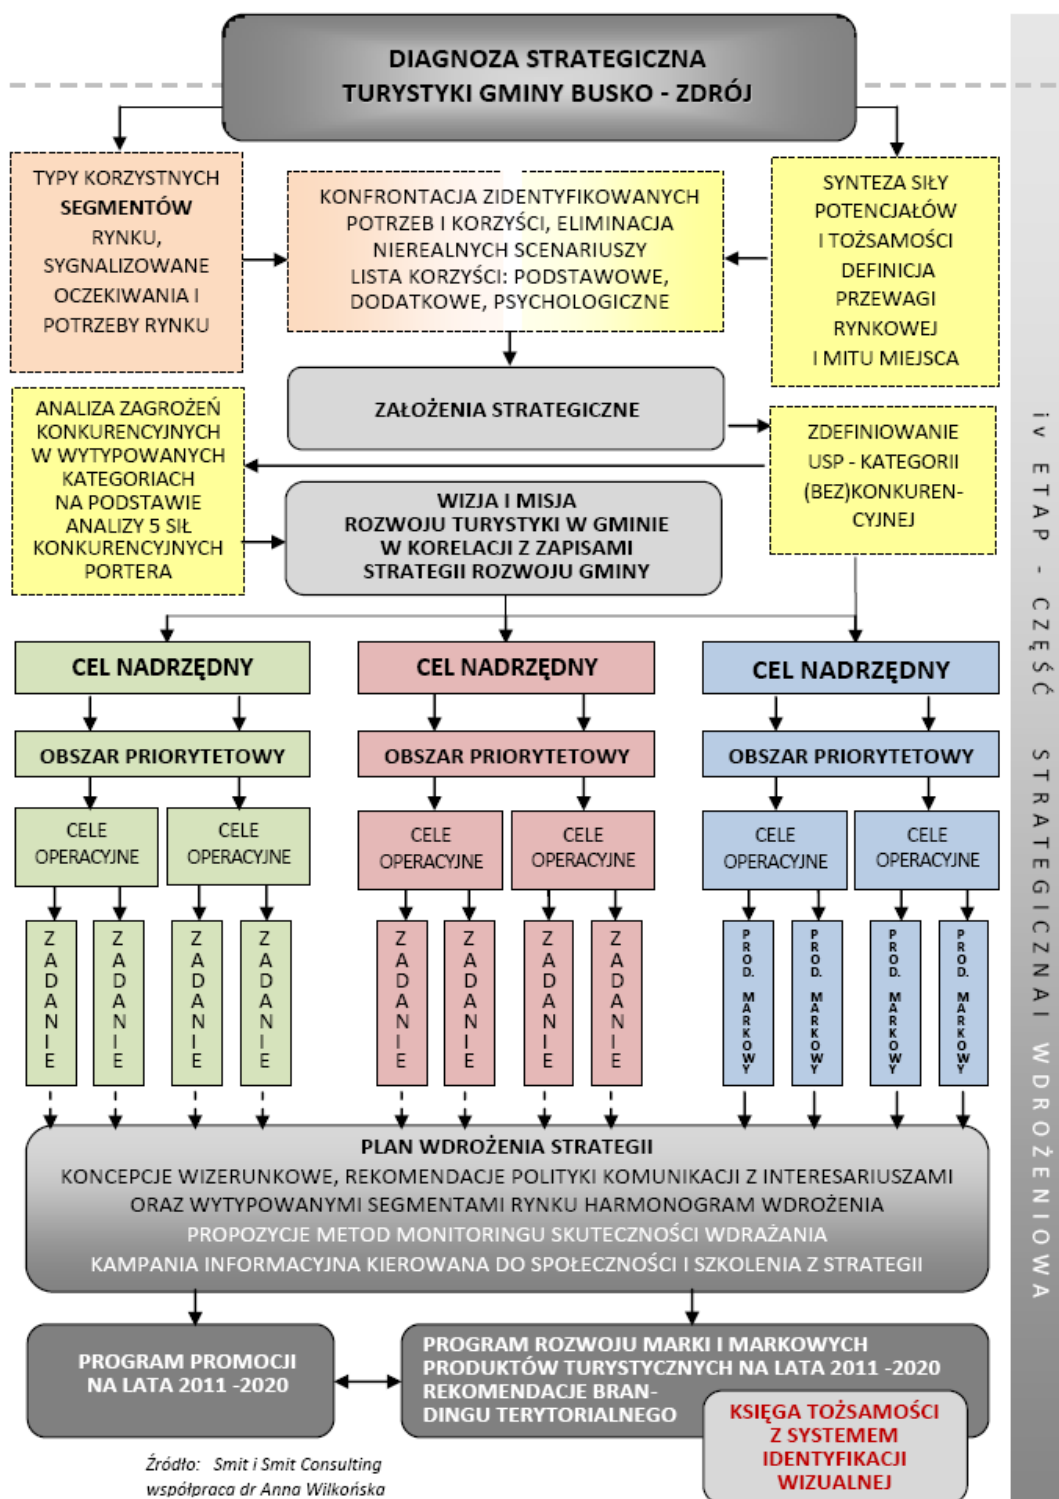 DIAGNOZA STRATEGICZNA
TURYSTYKI GMINY BUSKO - ZDRÓJ
TYPY KORZYSTNYCH
SEGMENTÓW
RYNKU,
SYGNALIZOWANE
OCZEKIWANIA I
POTRZEBY RYNKU
KONFRONTACJA ZIDENTYFIKOWANYCH
POTRZEB I KORZYŚCI, ELIMINACJA
NIEREALNYCH SCENARIUSZY
LISTA KORZYŚCI: PODSTAWOWE,
DODATKOWE, PSYCHOLOGICZNE
SYNTEZA SIŁY
POTENCJAŁÓW
I TOŻSAMOŚCI
DEFINICJA
PRZEWAGI
RYNKOWEJ
I MITU MIEJSCA
ZAŁOŻENIA STRATEGICZNE
ANALIZA ZAGROŻEŃ
KONKURENCYJNYCH
W WYTYPOWANYCH
KATEGORIACH
NA PODSTAWIE
ANALIZY 5 SIŁ
KONKURENCYJNYCH
PORTERA
ZDEFINIOWANIE
USP - KATEGORII
(BEZ)KONKUREN-
CYJNEJ
WIZJA I MISJA
ROZWOJU TURYSTYKI W GMINIE
W KORELACJI Z ZAPISAMI
STRATEGII ROZWOJU GMINY
CEL NADRZĘDNY
CEL NADRZĘDNY
CEL NADRZĘDNY
OBSZAR PRIORYTETOWY
OBSZAR PRIORYTETOWY
OBSZAR PRIORYTETOWY
CELE
OPERACYJNE
CELE
OPERACYJNE
CELE
OPERACYJNE
CELE
OPERACYJNE
CELE
OPERACYJNE
CELE
OPERACYJNE
ZADANIE
ZADANIE
ZADANIE
ZADANIE
ZADANIE
ZADANIE
ZADANIE
ZADANIE
PROD. MARKOWY
PROD. MARKOWY
PROD. MARKOWY
PROD. MARKOWY
PLAN WDROŻENIA STRATEGII
KONCEPCJE WIZERUNKOWE, REKOMENDACJE POLITYKI KOMUNIKACJI Z INTERESARIUSZAMI
ORAZ WYTYPOWANYMI SEGMENTAMI RYNKU HARMONOGRAM WDROŻENIA
PROPOZYCJE METOD MONITORINGU SKUTECZNOŚCI WDRAŻANIA
KAMPANIA INFORMACYJNA KIEROWANA DO SPOŁECZNOŚCI I SZKOLENIA Z STRATEGII
PROGRAM PROMOCJI
NA LATA 2011 -2020
PROGRAM ROZWOJU MARKI I MARKOWYCH
PRODUKTÓW TURYSTYCZNYCH NA LATA 2011 -2020
REKOMENDACJE BRAN-
DINGU TERYTORIALNEGO
KSIĘGA TOŻSAMOŚCI
Z SYSTEMEM
IDENTYFIKACJI
WIZUALNEJ
Źródło: Smit i Smit Consulting
współpraca dr Anna Wilkońska
iv ETAP - CZĘŚĆ STRATEGICZNAI WDROŻENIOWA